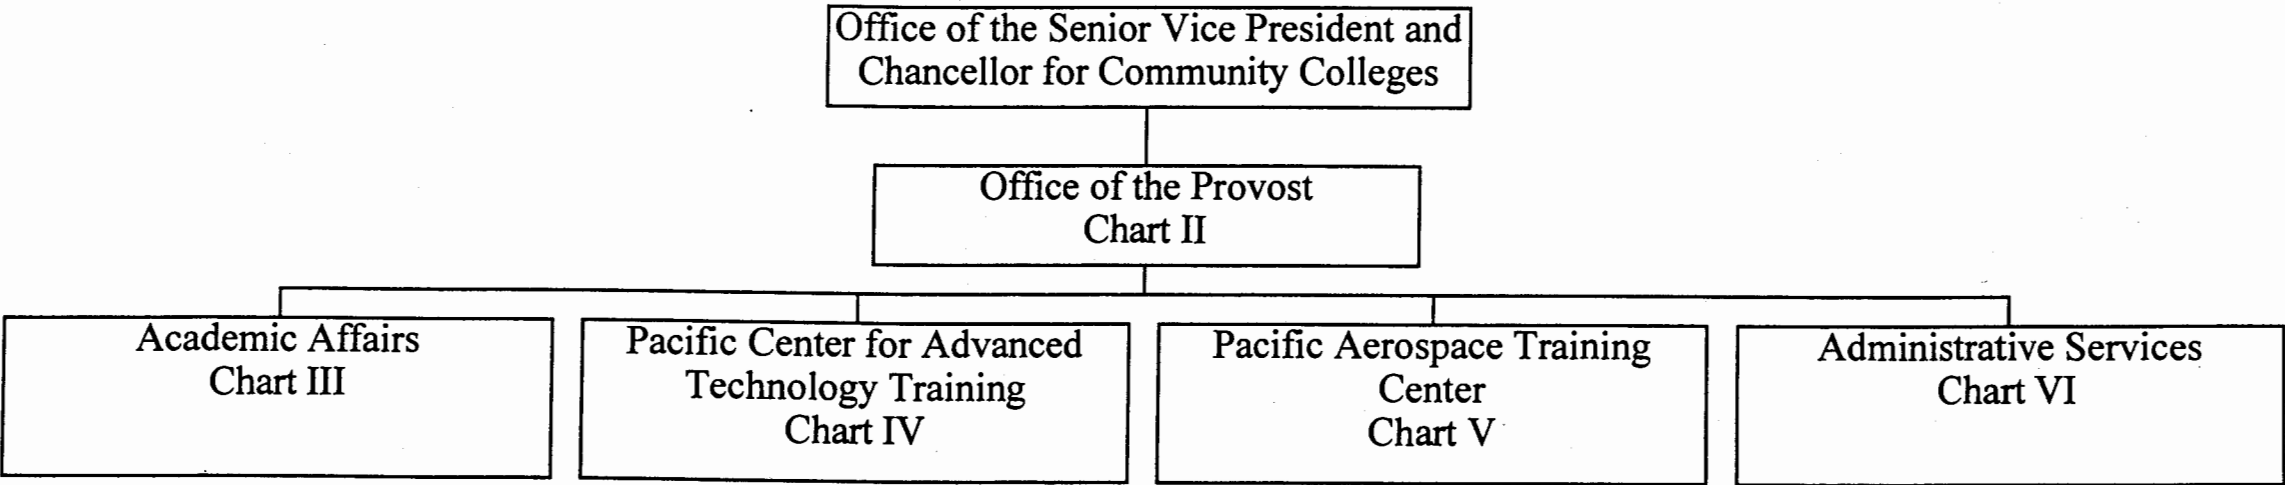 Office of the Senior Vice President and
Chancellor for Community Colleges
Office of the Provost
Chart II
Academic Affairs
Chart III
Pacific Center for Advanced
Technology Training
Chart IV
Pacific Aerospace Training
Center
Chart V
Administrative Services
Chart VI